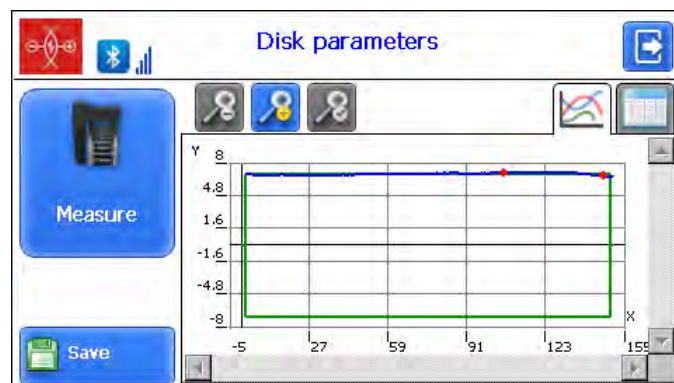 Disk parameters
Measure
Y
8
4.8
1.6
-1.6
-4.8
-8
X
-5 27 59 91 123 155
Save